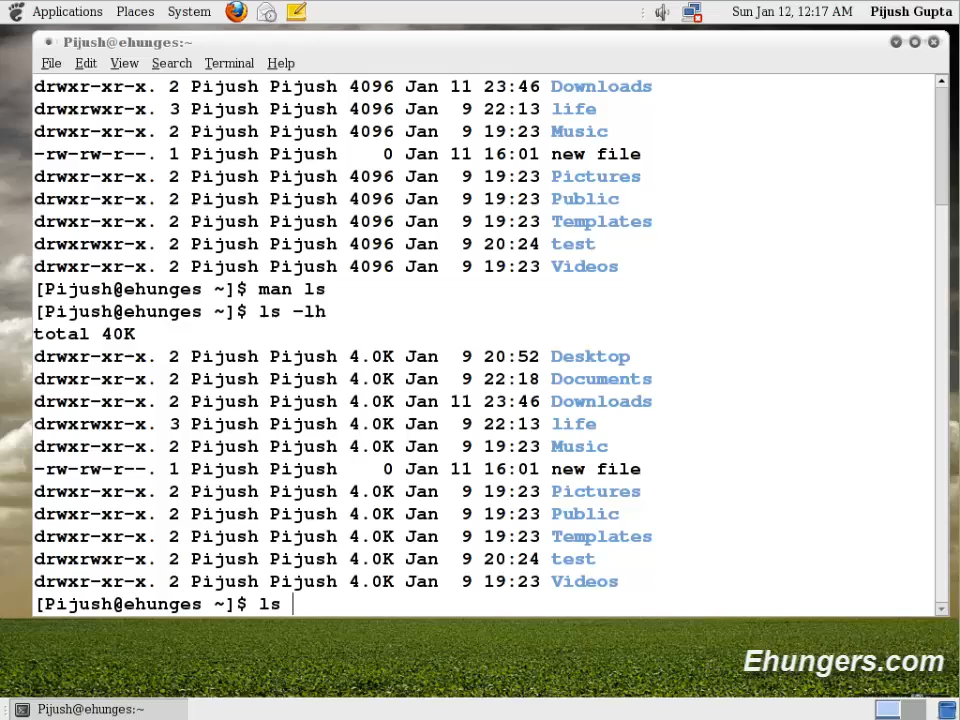 Applications Places System Sun Jan 12, 12:17 AM Pijush Gupta
Pijush@ehunges:~
File Edit View Search Terminal Help
drwxr-xr-x. 2 Pijush Pijush 4096 Jan 11 23:46 Downloads
drwxrwxr-x. 3 Pijush Pijush 4096 Jan  9 22:13 life
drwxr-xr-x. 2 Pijush Pijush 4096 Jan  9 19:23 Music
-rw-rw-r--. 1 Pijush Pijush    0 Jan 11 16:01 new file
drwxr-xr-x. 2 Pijush Pijush 4096 Jan  9 19:23 Pictures
drwxr-xr-x. 2 Pijush Pijush 4096 Jan  9 19:23 Public
drwxr-xr-x. 2 Pijush Pijush 4096 Jan  9 19:23 Templates
drwxrwxr-x. 2 Pijush Pijush 4096 Jan  9 20:24 test
drwxr-xr-x. 2 Pijush Pijush 4096 Jan  9 19:23 Videos
[Pijush@ehunges ~]$ man ls
[Pijush@ehunges ~]$ ls -lh
total 40K
drwxr-xr-x. 2 Pijush Pijush 4.0K Jan  9 20:52 Desktop
drwxr-xr-x. 2 Pijush Pijush 4.0K Jan  9 22:18 Documents
drwxr-xr-x. 2 Pijush Pijush 4.0K Jan 11 23:46 Downloads
drwxrwxr-x. 3 Pijush Pijush 4.0K Jan  9 22:13 life
drwxr-xr-x. 2 Pijush Pijush 4.0K Jan  9 19:23 Music
-rw-rw-r--. 1 Pijush Pijush    0 Jan 11 16:01 new file
drwxr-xr-x. 2 Pijush Pijush 4.0K Jan  9 19:23 Pictures
drwxr-xr-x. 2 Pijush Pijush 4.0K Jan  9 19:23 Public
drwxr-xr-x. 2 Pijush Pijush 4.0K Jan  9 19:23 Templates
drwxrwxr-x. 2 Pijush Pijush 4.0K Jan  9 20:24 test
drwxr-xr-x. 2 Pijush Pijush 4.0K Jan  9 19:23 Videos
[Pijush@ehunges ~]$ ls
Ehungers.com
Pijush@ehunges:~